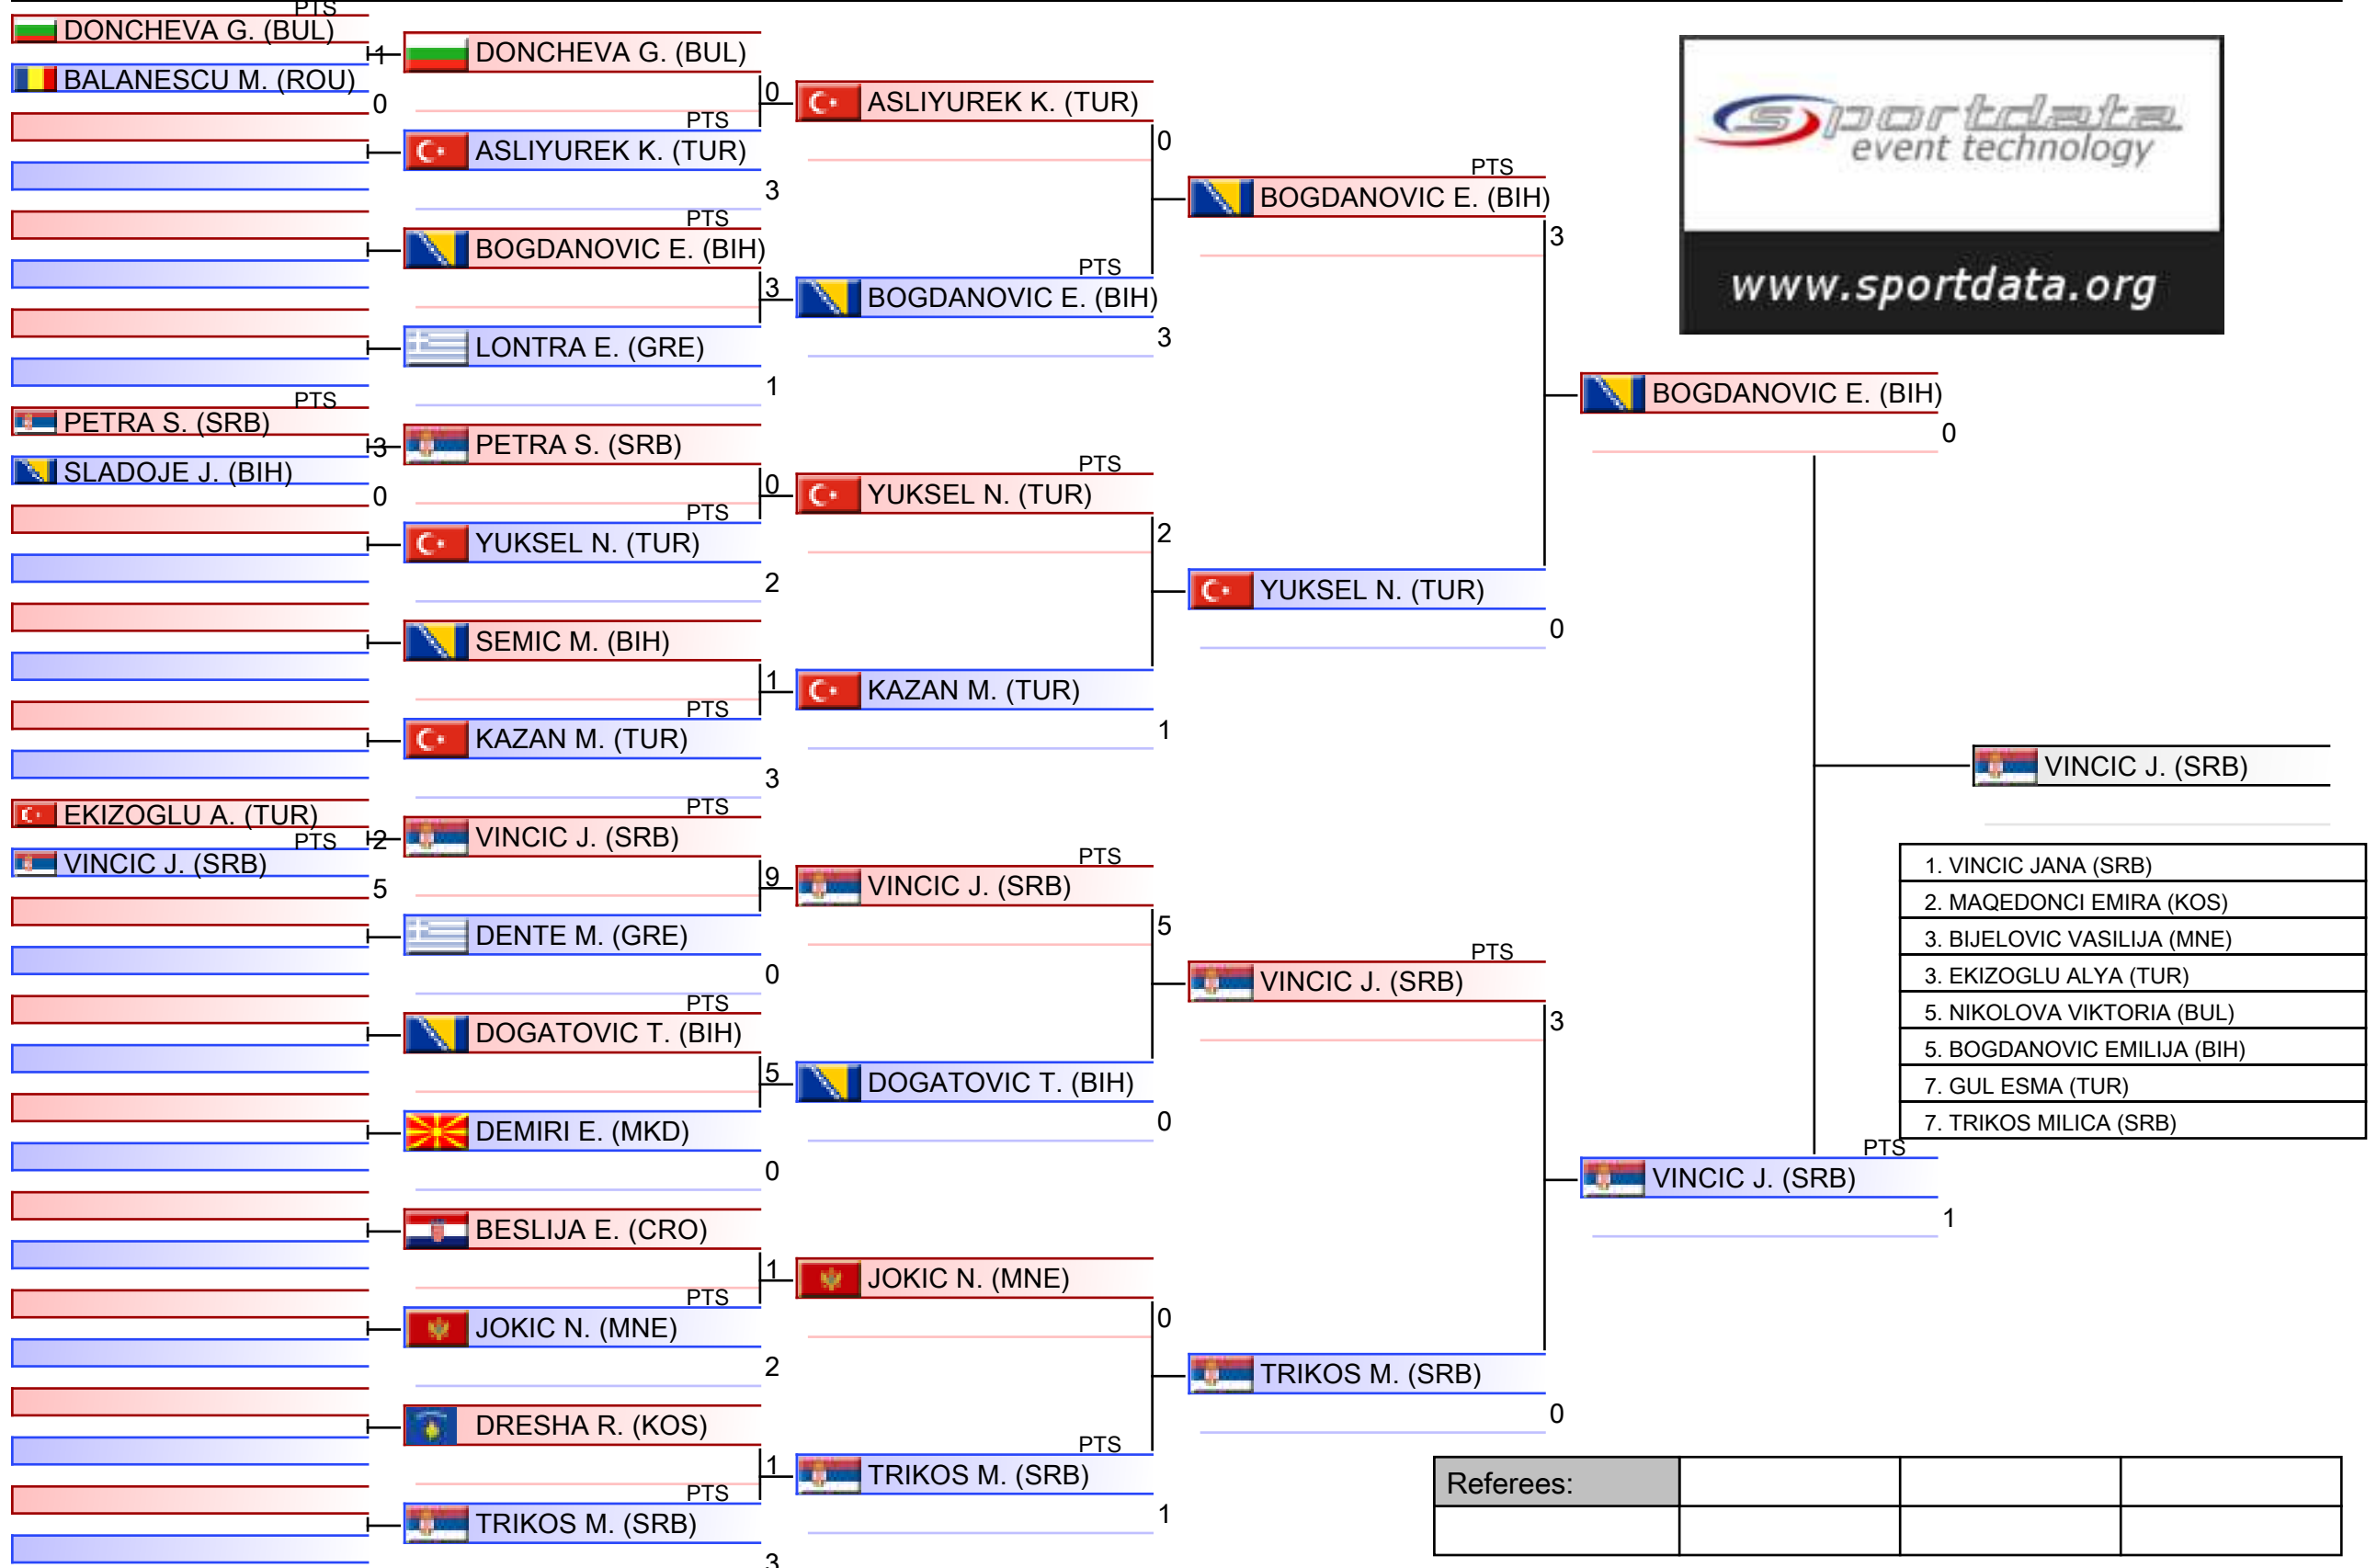 PTS
DONCHEVA G. (BUL)
1
BALANESCU M. (ROU)
0
PTS
PETRA S. (SRB)
3
SLADOJE J. (BIH)
0
EKIZOGLU A. (TUR)
2
PTS
VINCIC J. (SRB)
5
DONCHEVA G. (BUL)
0
PTS
ASLIYUREK K. (TUR)
3
PTS
BOGDANOVIC E. (BIH)
3
LONTRA E. (GRE)
1
PETRA S. (SRB)
0
PTS
YUKSEL N. (TUR)
2
SEMIC M. (BIH)
1
PTS
KAZAN M. (TUR)
3
PTS
VINCIC J. (SRB)
9
DENTE M. (GRE)
0
PTS
DOGATOVIC T. (BIH)
5
DEMIRI E. (MKD)
0
BESLIJA E. (CRO)
1
PTS
JOKIC N. (MNE)
2
DRESHA R. (KOS)
1
PTS
TRIKOS M. (SRB)
3
ASLIYUREK K. (TUR)
0
PTS
BOGDANOVIC E. (BIH)
3
PTS
YUKSEL N. (TUR)
2
KAZAN M. (TUR)
1
PTS
VINCIC J. (SRB)
5
DOGATOVIC T. (BIH)
0
JOKIC N. (MNE)
0
PTS
TRIKOS M. (SRB)
1
PTS
BOGDANOVIC E. (BIH)
3
YUKSEL N. (TUR)
0
PTS
VINCIC J. (SRB)
3
TRIKOS M. (SRB)
0
BOGDANOVIC E. (BIH)
0
PTS
VINCIC J. (SRB)
1
VINCIC J. (SRB)
sportdata
event technology
www.sportdata.org
1. VINCIC JANA (SRB)
2. MAQEDONCI EMIRA (KOS)
3. BIJELOVIC VASILIJA (MNE)
3. EKIZOGLU ALYA (TUR)
5. NIKOLOVA VIKTORIA (BUL)
5. BOGDANOVIC EMILIJA (BIH)
7. GUL ESMA (TUR)
7. TRIKOS MILICA (SRB)
Referees: